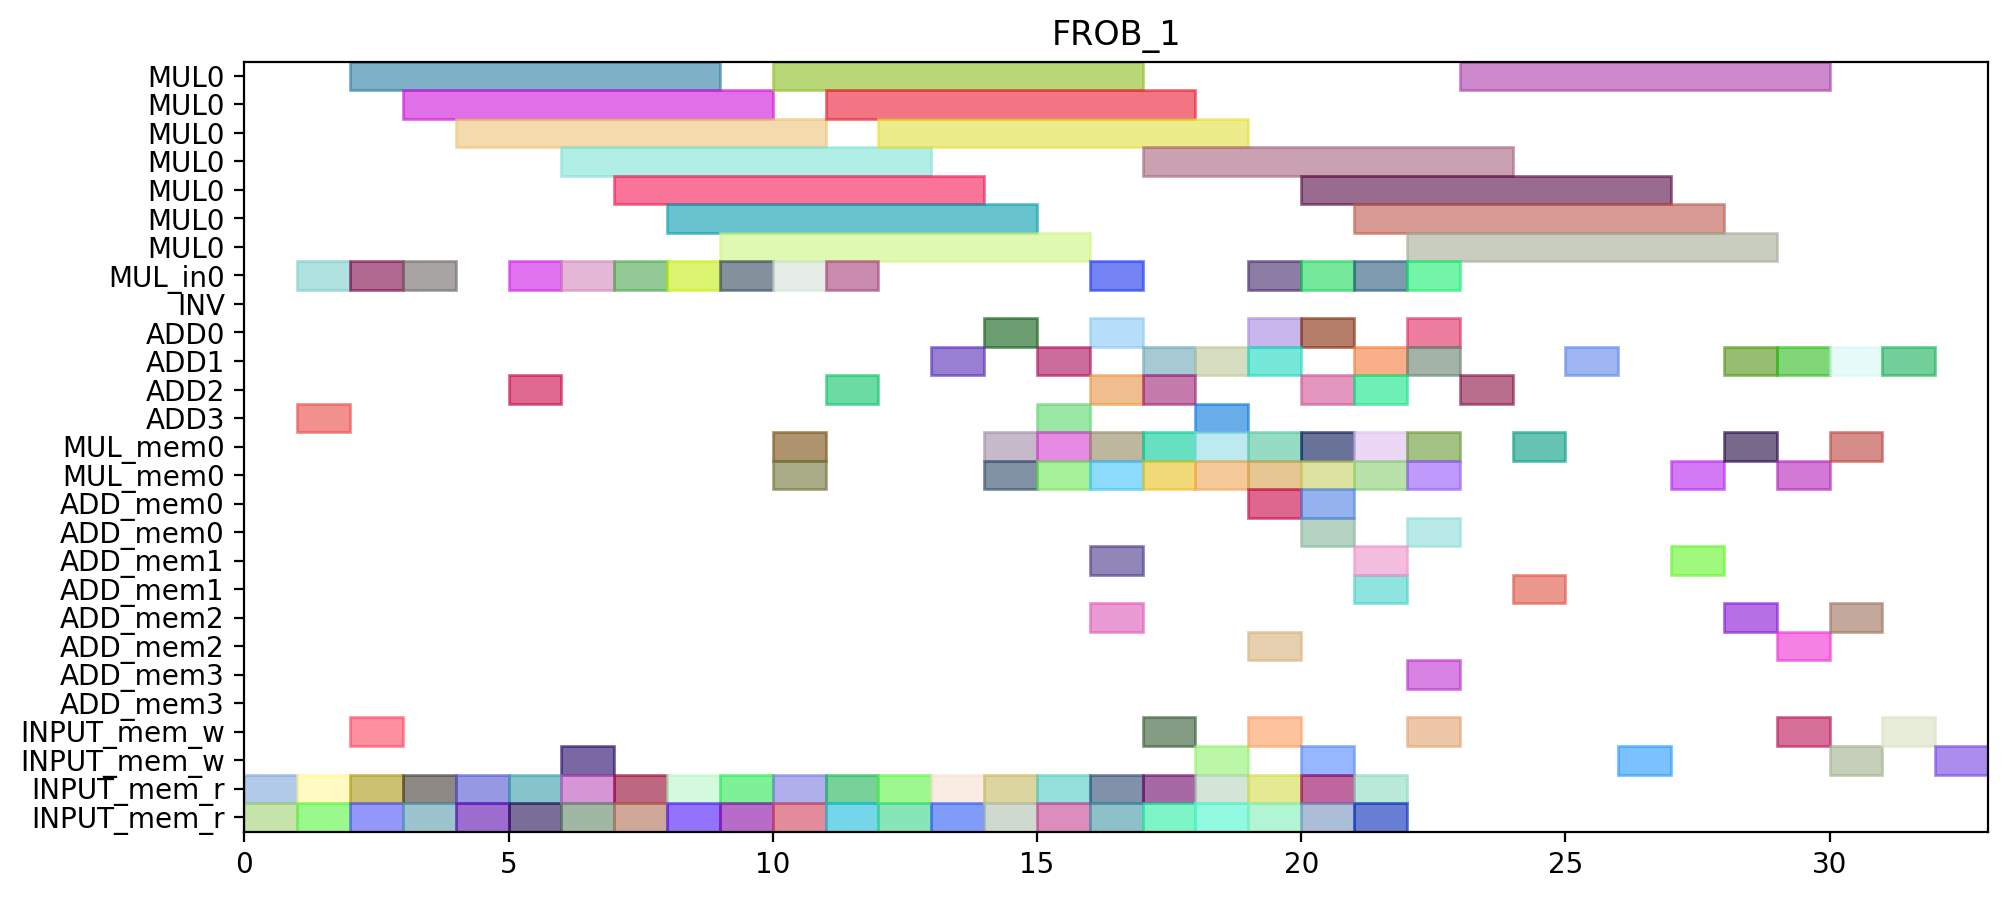 FROB_1
MUL0
MUL0
MUL0
MUL0
MUL0
MUL0
MUL0
MUL_in0
INV
ADD0
ADD1
ADD2
ADD3
MUL_mem0
MUL_mem0
ADD_mem0
ADD_mem0
ADD_mem1
ADD_mem1
ADD_mem2
ADD_mem2
ADD_mem3
ADD_mem3
INPUT_mem_w
INPUT_mem_w
INPUT_mem_r
INPUT_mem_r
0 5 10 15 20 25 30